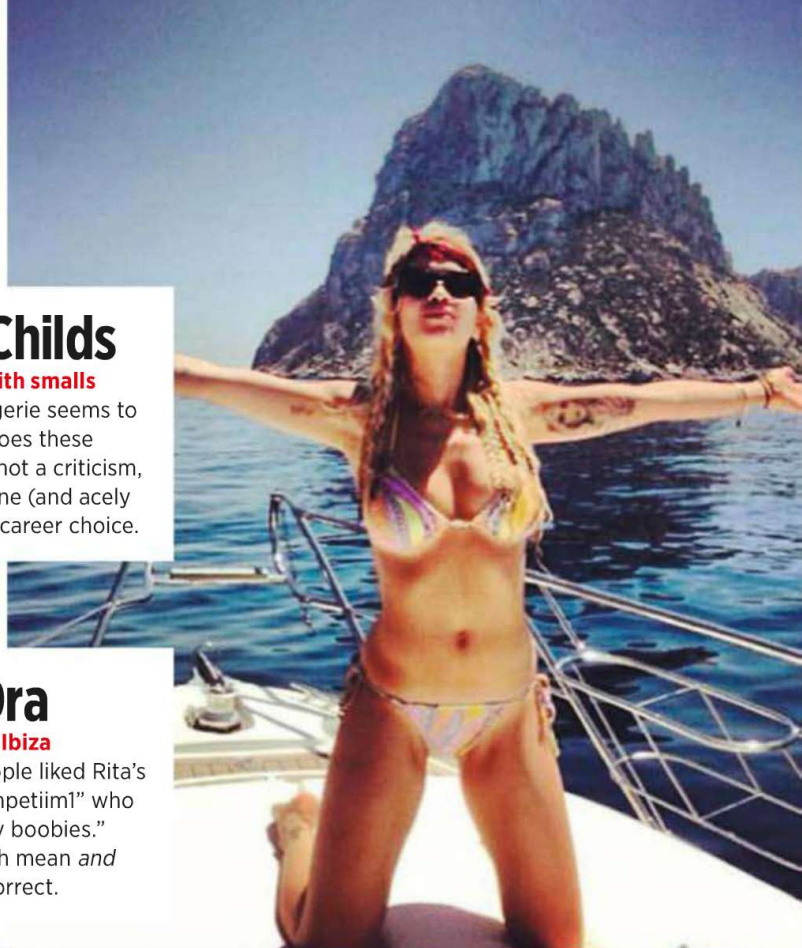 Childs
ith smalls
gerie seems to
oes these
not a criticism,
ne (and acely
career choice.
Ora
Ibiza
ple liked Rita's
mpetiim1” who
y boobies.”
h mean and
orrect.